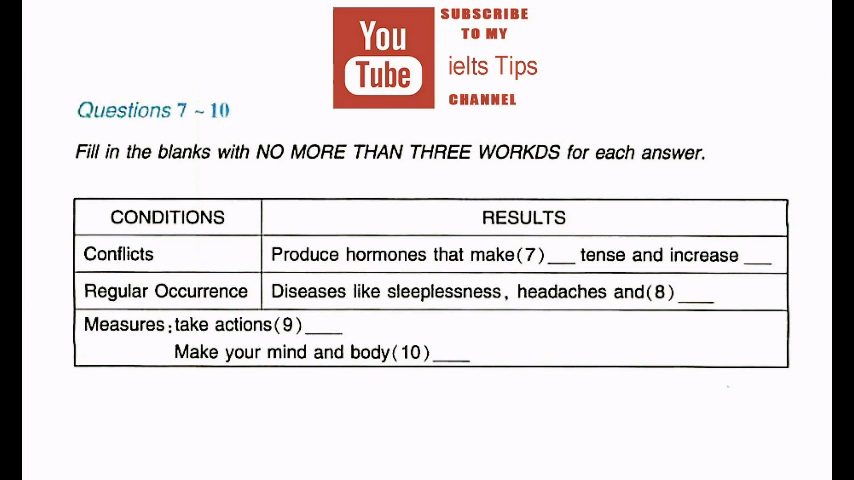 You
Tube
SUBSCRIBE
TO MY
ielts Tips
CHANNEL
Questions 7 ~ 10
Fill in the blanks with NO MORE THAN THREE WORKDS for each answer.
CONDITIONS RESULTS
Conflicts Produce hormones that make(7)___ tense and increase ___
Regular Occurrence Diseases like sleeplessness, headaches and(8)____
Measures:take actions(9)____
Make your mind and body(10)____